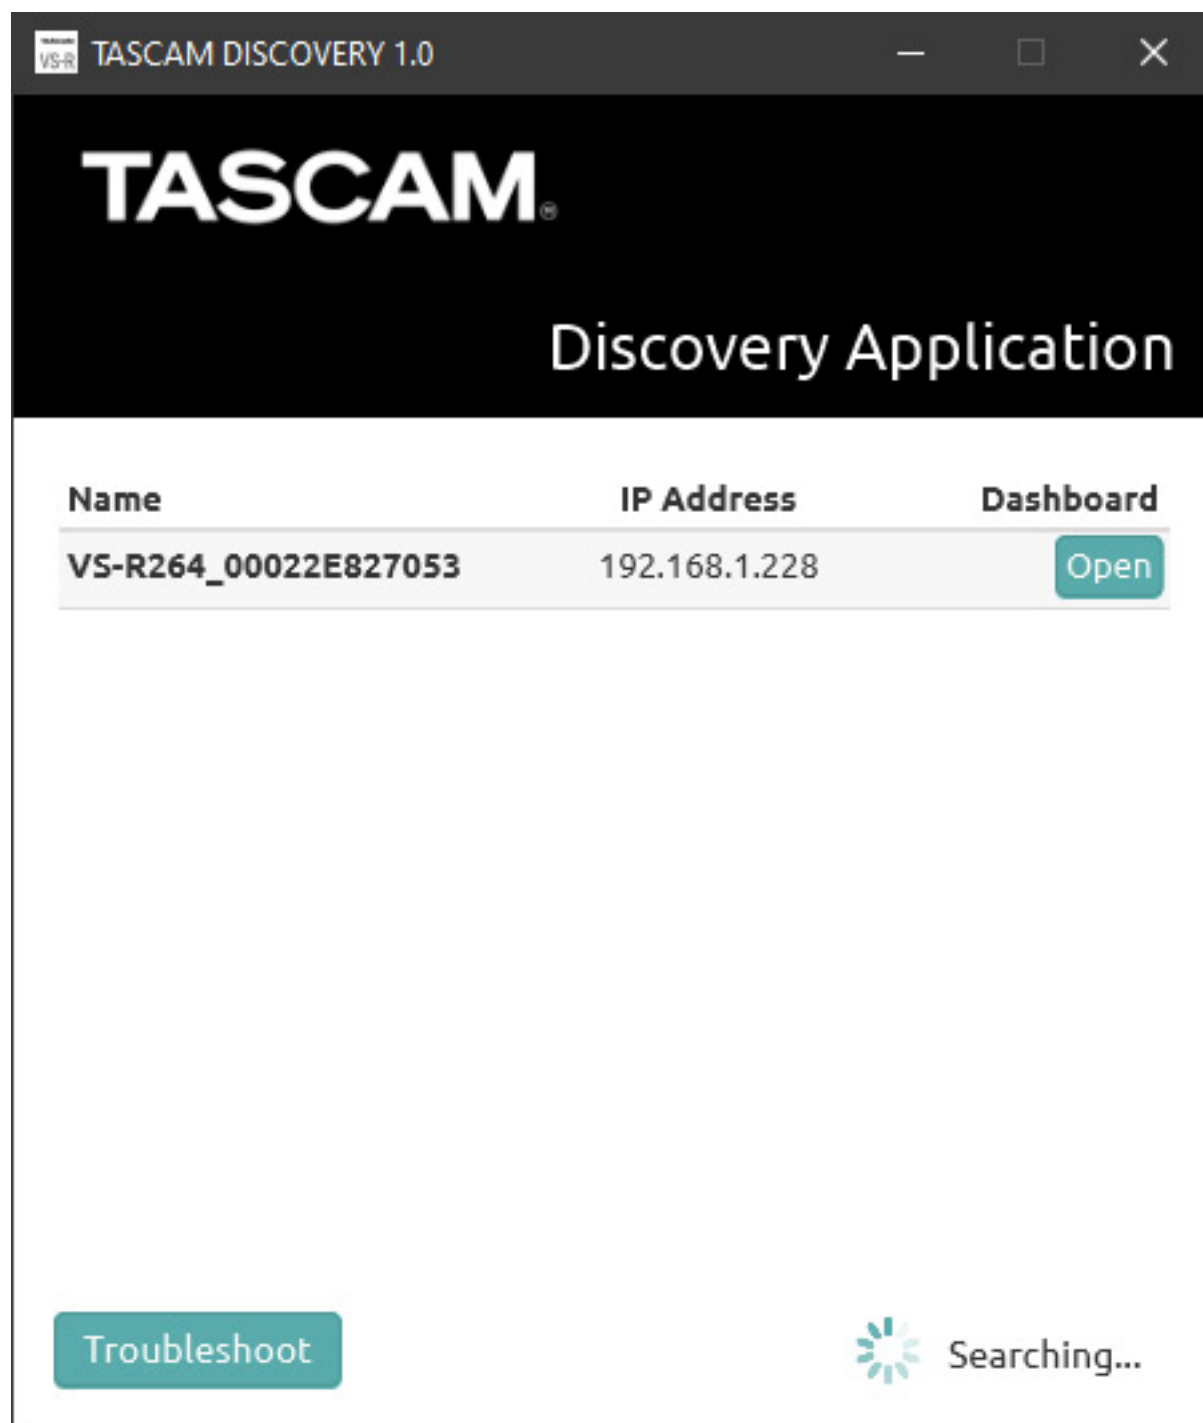 VS-R
TASCAM DISCOVERY 1.0
TASCAM®
Discovery Application
Name IP Address Dashboard
VS-R264_00022E827053 192.168.1.228 Open
Troubleshoot Searching...